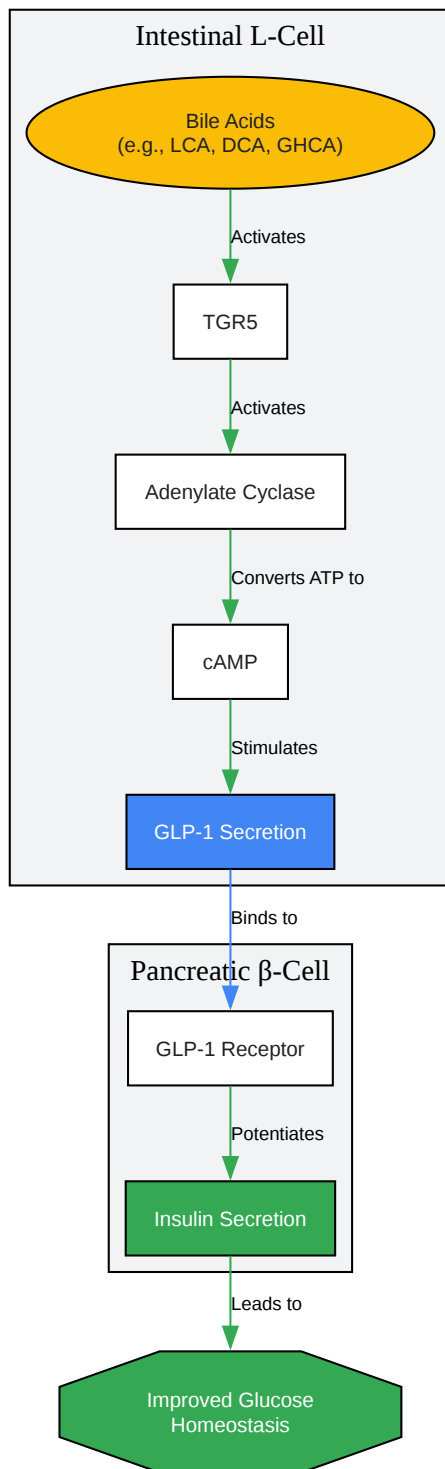 Intestinal L-Cell
Bile Acids
(e.g., LCA, DCA, GHCA)
Activates
TGR5
Activates
Adenylate Cyclase
Converts ATP to
cAMP
Stimulates
GLP-1 Secretion
Binds to
Pancreatic β-Cell
GLP-1 Receptor
Potentiates
Insulin Secretion
Leads to
Improved Glucose
Homeostasis